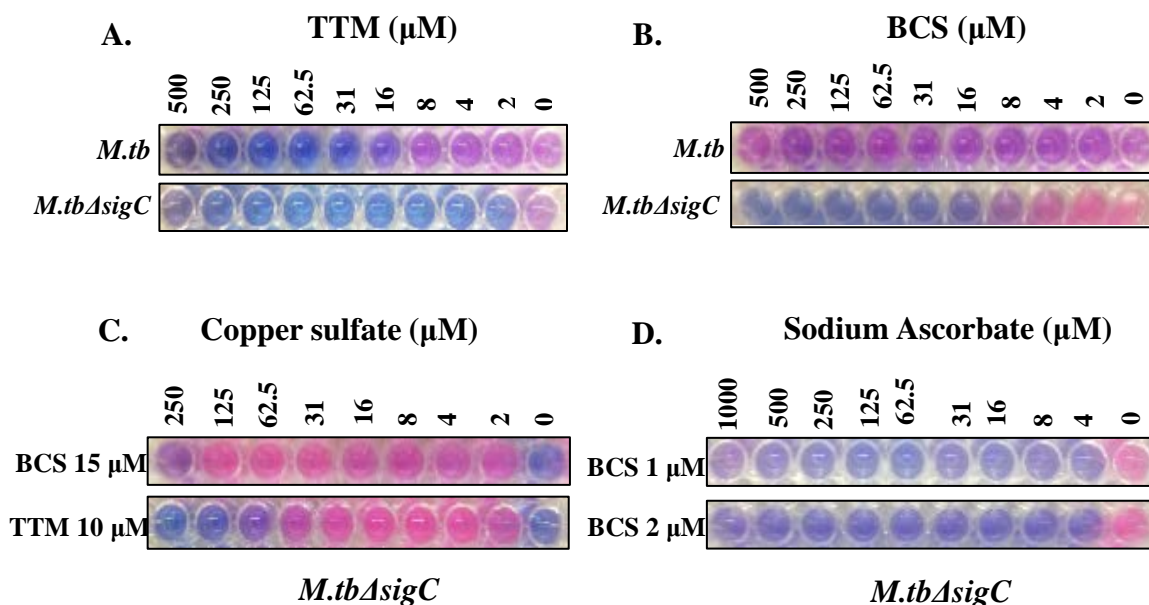 A. TTM (μM)
500 250 125 62.5 31 16 8 4 2 0
M.tb
M.tbΔsigC
B. BCS (μM)
500 250 125 62.5 31 16 8 4 2 0
M.tb
M.tbΔsigC
C. Copper sulfate (μM)
250 125 62.5 31 16 8 4 2 0
BCS 15 μM
TTM 10 μM
M.tbΔsigC
D. Sodium Ascorbate (μM)
1000 500 250 125 62.5 31 16 8 4 0
BCS 1 μM
BCS 2 μM
M.tbΔsigC